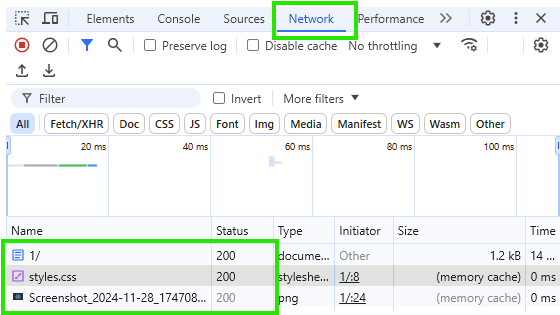 Elements Console Sources Network Performance
Preserve log Disable cache No throttling
Filter Invert More filters
All Fetch/XHR Doc CSS JS Font Img Media Manifest WS Wasm Other
20 ms 40 ms 60 ms 80 ms 100 ms
Name Status Type Initiator Size Time
1/ 200 docume... Other 1.2 kB 14 ...
styles.css 200 styleshe... 1/:8 (memory cache) 0 ms
Screenshot_2024-11-28_174708... 200 png 1/:24 (memory cache) 0 ms